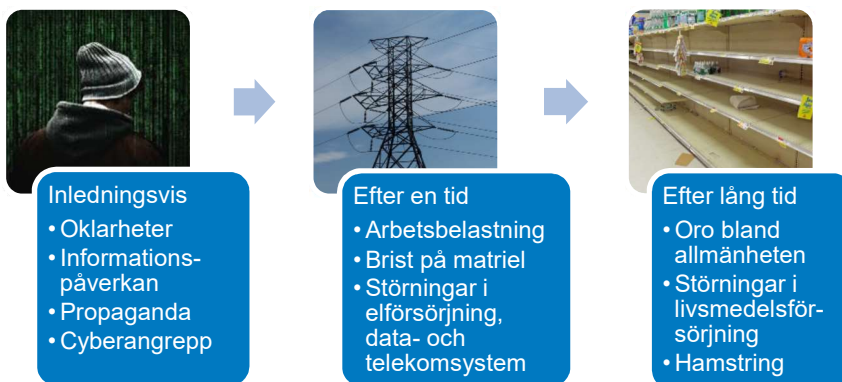 Inledningsvis
• Oklarheter
• Informations-
påverkan
• Propaganda
• Cyberangrepp
Efter en tid
• Arbetsbelastning
• Brist på matriel
• Störningar i
elförsörjning,
data- och
telekomsystem
Efter lång tid
• Oro bland
allmänheten
• Störningar i
livsmedelsför-
sörjning
• Hamstring